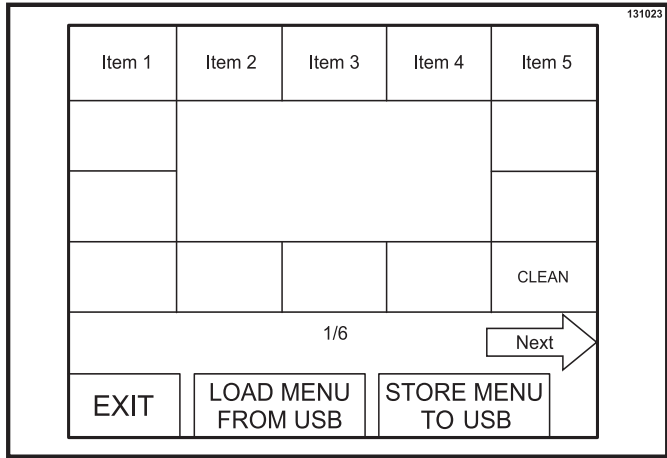 131023
Item 1 Item 2 Item 3 Item 4 Item 5
CLEAN
1/6
Next
EXIT
LOAD MENU
FROM USB
STORE MENU
TO USB